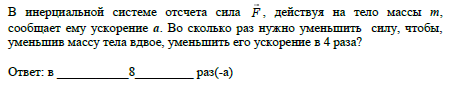 В инерциальной системе отсчета сила F⃗, действуя на тело массы m,
сообщает ему ускорение a. Во сколько раз нужно уменьшить силу, чтобы,
уменьшив массу тела вдвое, уменьшить его ускорение в 4 раза?
Ответ: в ___________8_________ раз(-а)